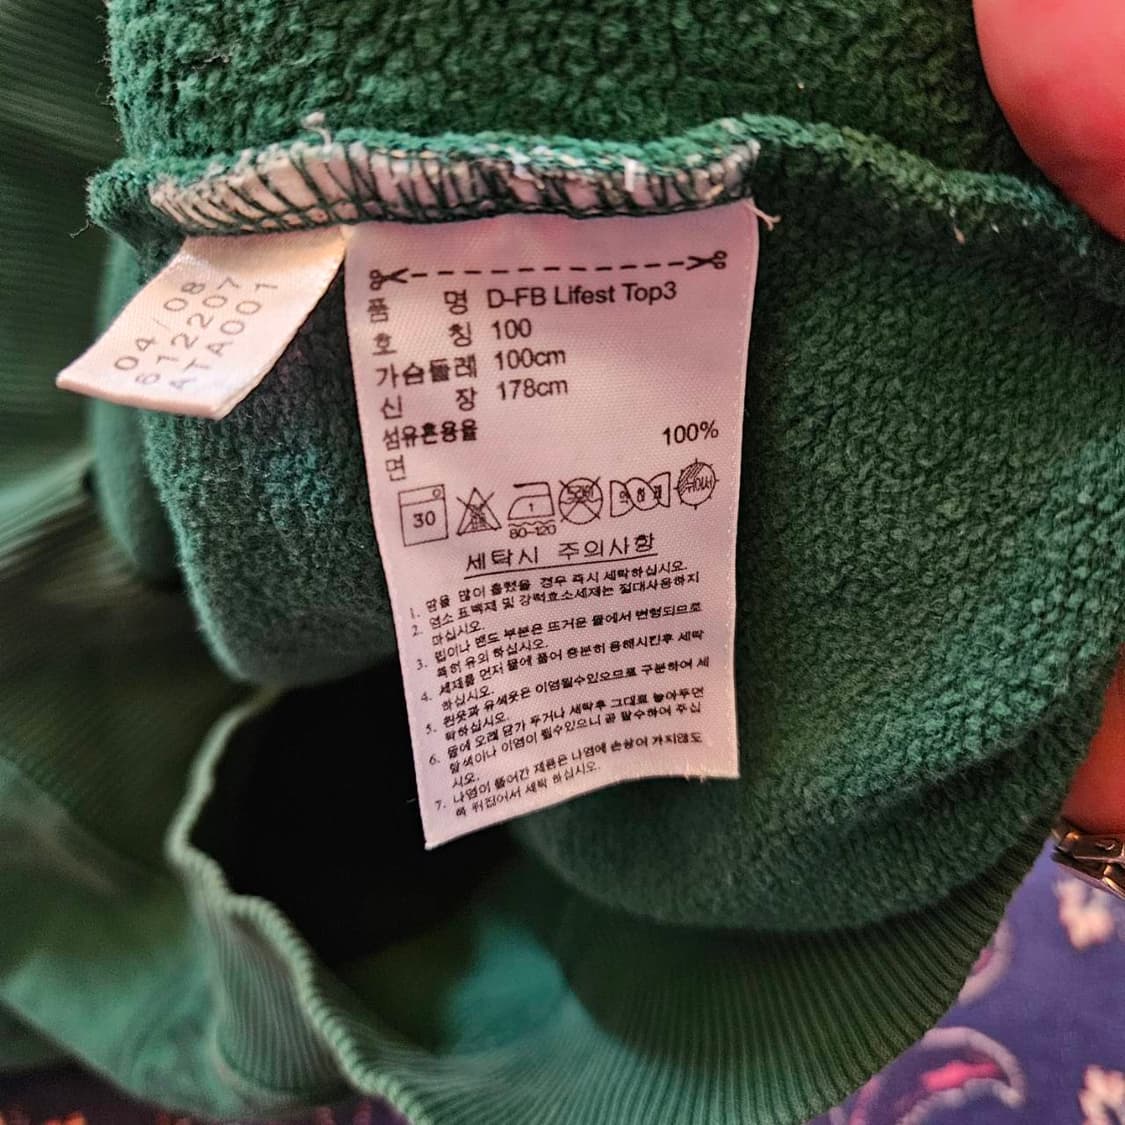 04/08
612207
ATA001
품 명 D-FB Lifest Top3
호 칭 100
가슴둘레 100cm
신 장 178cm
섬유혼용율
면 100%
30
80~120
세탁시 주의사항
1. 땀을 많이 흘렸을 경우 즉시 세탁하십시오.
2. 염소 표백제 및 강력효소세제는 절대사용하지
마십시오.
3. 립이나 밴드 부분은 뜨거운 물에서 변형되므로
특히 유의 하십시오.
4. 세제를 먼저 물에 풀어 충분히 용해시킨후 세탁
하십시오.
5. 흰옷과 유색옷은 이염될수있으므로 구분하여 세
탁하십시오.
6. 물에 오래 담가 두거나 세탁후 그대로 놓아두면
탈색이나 이염이 될수있으니 곧 탈수하여 주십
시오.
7. 나염이 들어간 제품은 나염에 손상이 가지않도
록 뒤집어서 세탁 하십시오.